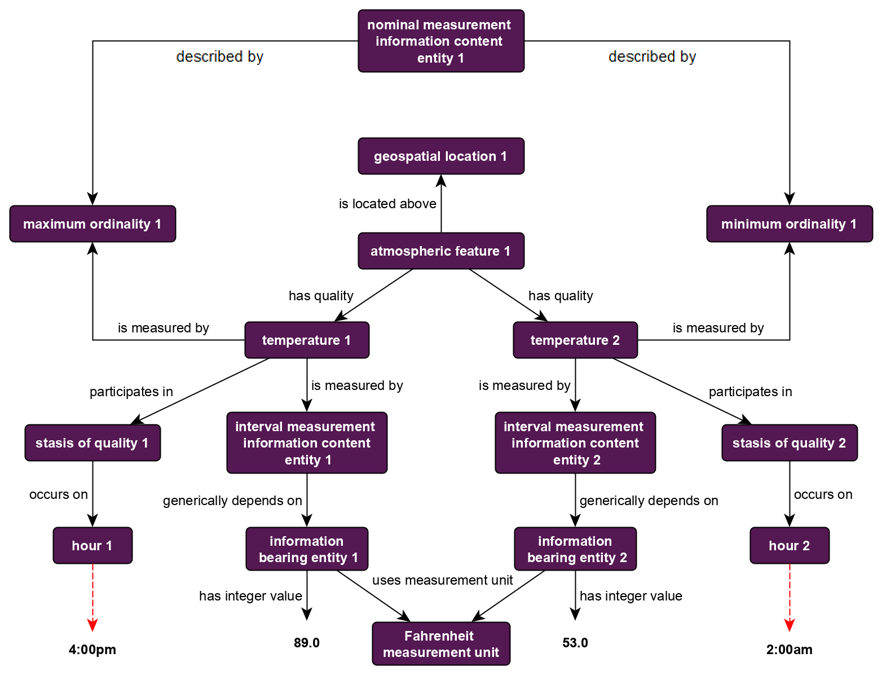 nominal measurement
information content
entity 1
described by
described by
geospatial location 1
is located above
maximum ordinality 1
minimum ordinality 1
atmospheric feature 1
has quality
has quality
is measured by
is measured by
temperature 1
temperature 2
participates in
is measured by
is measured by
participates in
stasis of quality 1
interval measurement
information content
entity 1
interval measurement
information content
entity 2
stasis of quality 2
occurs on
generically depends on
generically depends on
occurs on
hour 1
information
bearing entity 1
information
bearing entity 2
hour 2
uses measurement unit
has integer value
has integer value
4:00pm
89.0
Fahrenheit
measurement unit
53.0
2:00am